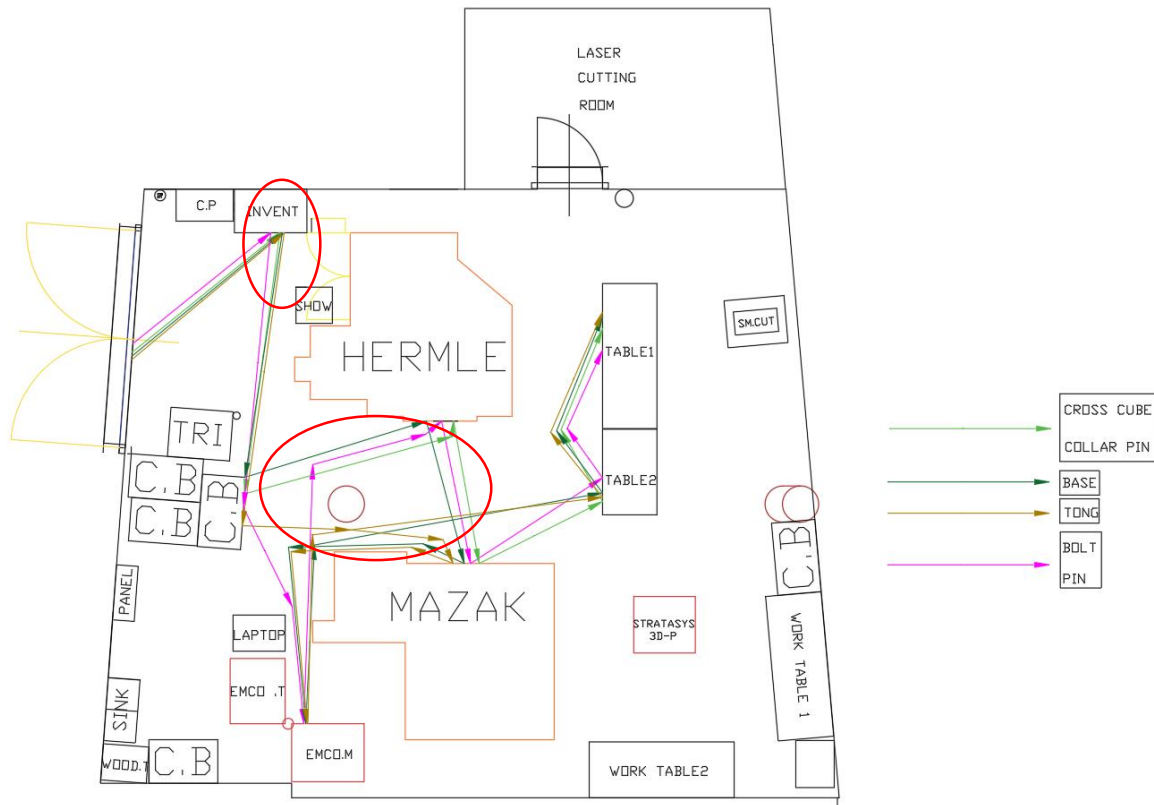 LASER
CUTTING
ROOM
C.P
INVENT
SHOW
HERMLE
TABLE1
SM.CUT
TRI
CROSS CUBE
COLLAR PIN
C.B
C.B
C.B
TABLE2
BASE
TONG
C.B
BOLT
PIN
PANEL
MAZAK
LAPTOP
STRATASYS
3D-P
WORK TABLE 1
EMCO .T
SINK
EMCO.M
WOOD.T
C.B
WORK TABLE2